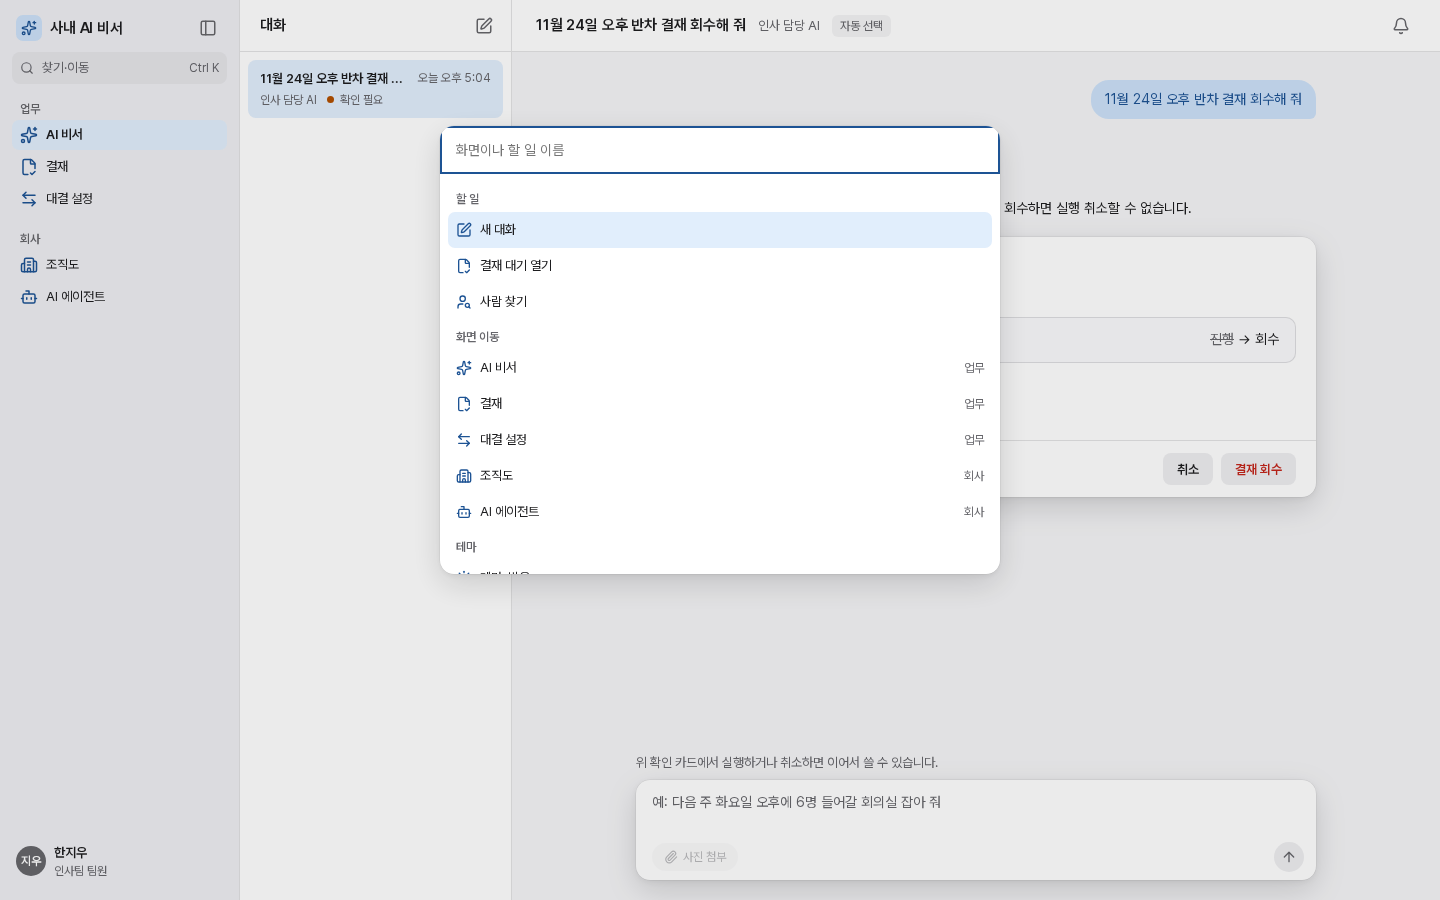 사내 AI 비서
찾기·이동 Ctrl K
업무
AI 비서
결재
대결 설정
회사
조직도
AI 에이전트
지우 한지우
인사팀 팀원
대화
11월 24일 오후 반차 결재 ... 오늘 오후 5:04
인사 담당 AI 확인 필요
11월 24일 오후 반차 결재 회수해 줘 인사 담당 AI 자동 선택
11월 24일 오후 반차 결재 회수해 줘
회수하면 실행 취소할 수 없습니다.
진행 → 회수
취소 결재 회수
화면이나 할 일 이름
할 일
새 대화
결재 대기 열기
사람 찾기
화면 이동
AI 비서 업무
결재 업무
대결 설정 업무
조직도 회사
AI 에이전트 회사
테마
위 확인 카드에서 실행하거나 취소하면 이어서 쓸 수 있습니다.
예: 다음 주 화요일 오후에 6명 들어갈 회의실 잡아 줘
사진 첨부